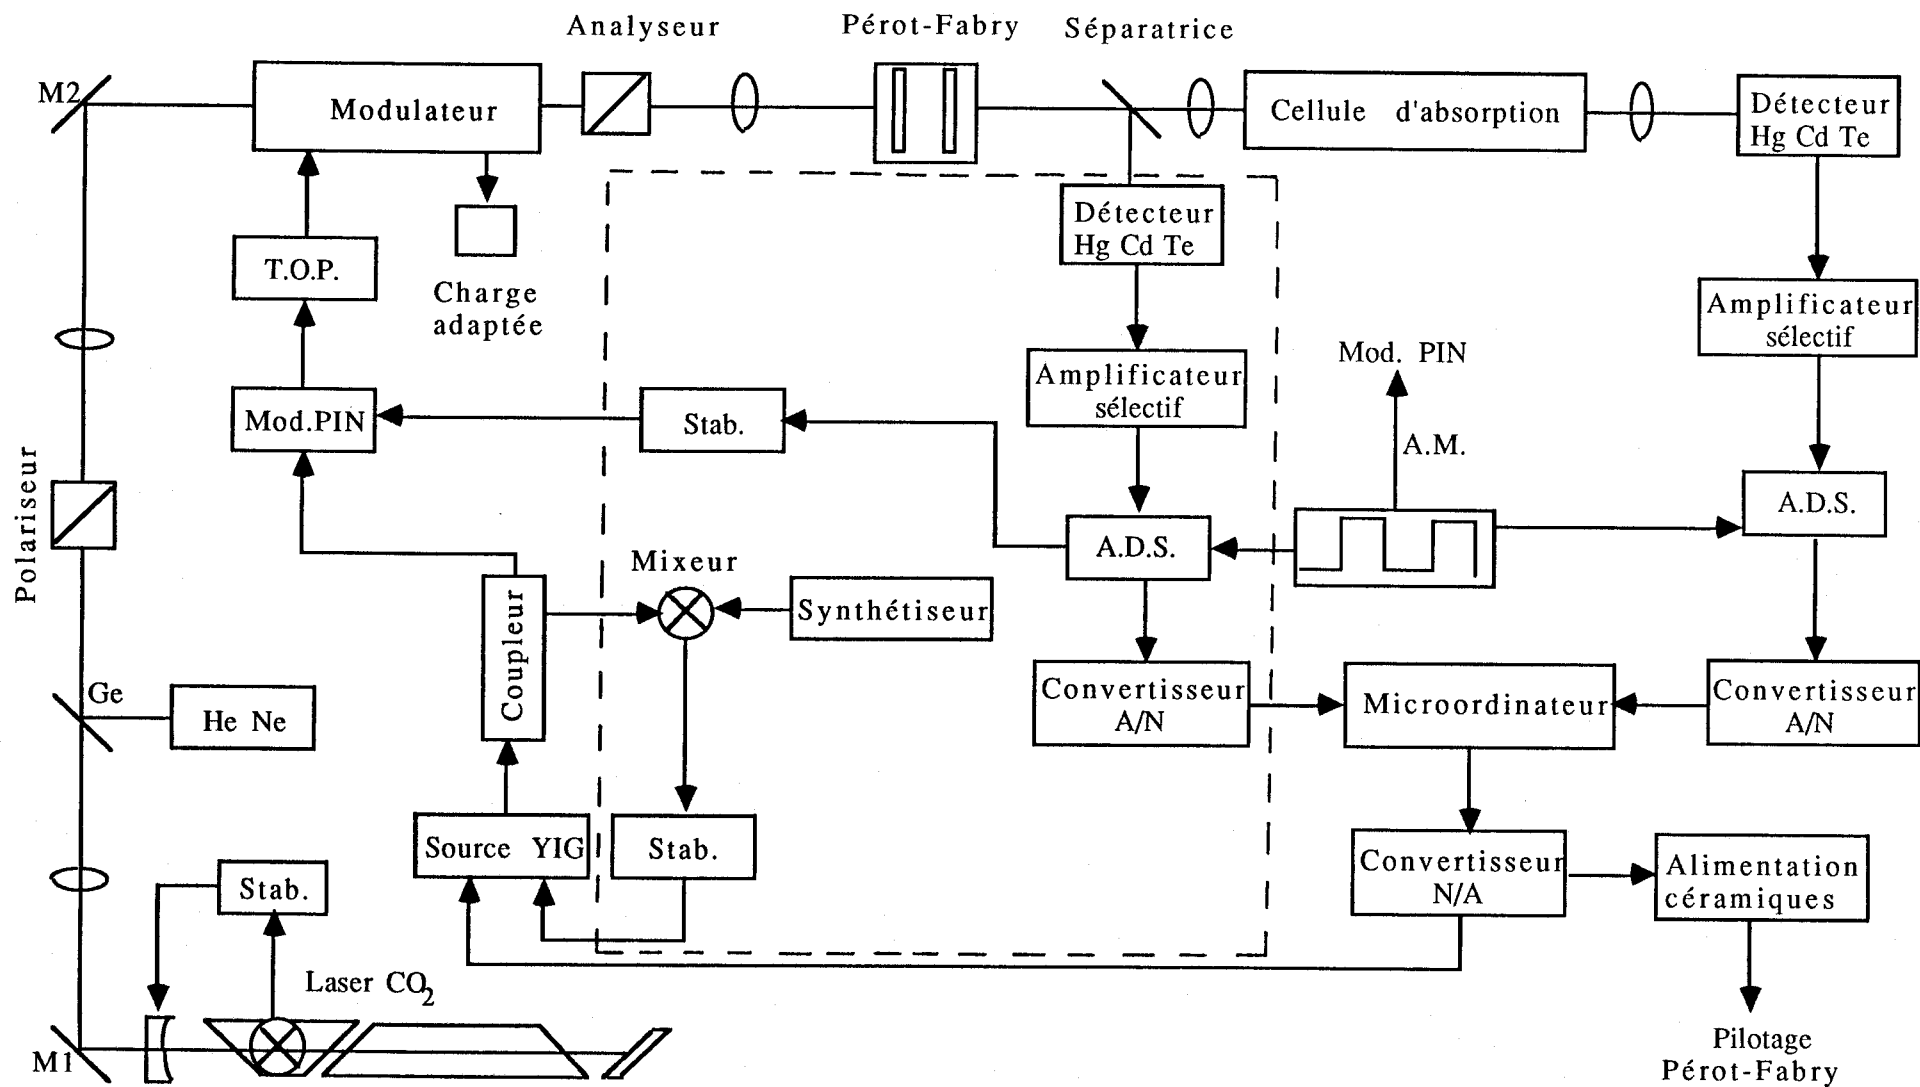 Analyseur
Pérot-Fabry
Séparatrice
M2
Modulateur
Cellule d'absorption
Détecteur
Hg Cd Te
Détecteur
Hg Cd Te
T.O.P.
Charge
adaptée
Amplificateur
sélectif
Amplificateur
sélectif
Mod. PIN
Mod.PIN
Stab.
A.M.
Polariseur
A.D.S.
A.D.S.
Mixeur
Coupleur
Synthétiseur
Ge
He Ne
Convertisseur
A/N
Microordinateur
Convertisseur
A/N
Source YIG
Stab.
Convertisseur
N/A
Alimentation
céramiques
Stab.
Laser CO2
M1
Pilotage
Pérot-Fabry